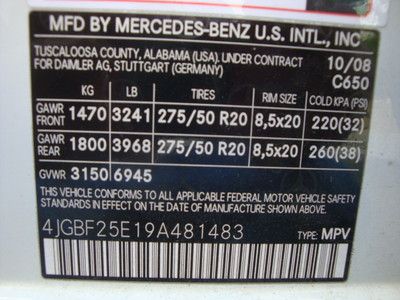 MFD BY MERCEDES-BENZ U.S. INTL., INC
TUSCALOOSA COUNTY, ALABAMA (USA). UNDER CONTRACT
FOR DAIMLER AG, STUTTGART (GERMANY)
10/08
C650
KG LB TIRES RIM SIZE COLD KPA (PSI)
GAWR FRONT 1470 3241 275/50 R20 8,5x20 220(32)
GAWR REAR 1800 3968 275/50 R20 8,5x20 260(38)
GVWR 3150 6945
THIS VEHICLE CONFORMS TO ALL APPLICABLE FEDERAL MOTOR VEHICLE SAFETY
STANDARDS IN EFFECT ON THE DATE OF MANUFACTURE SHOWN ABOVE.
4JGBF25E19A481483 TYPE: MPV